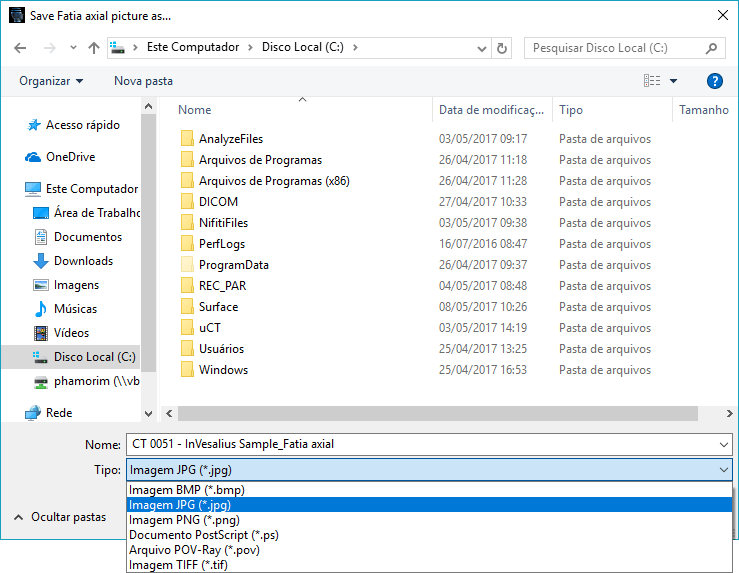 Save Fatia axial picture as...
Este Computador Disco Local (C:) Pesquisar Disco Local (C:)
Organizar Nova pasta ?
Nome Data de modificaç... Tipo Tamanho
Acesso rápido
OneDrive
Este Computador
Área de Trabalho
Documentos
Downloads
Imagens
Músicas
Vídeos
Disco Local (C:)
phamorim (\\vb
Rede
AnalyzeFiles 03/05/2017 09:17 Pasta de arquivos
Arquivos de Programas 26/04/2017 11:18 Pasta de arquivos
Arquivos de Programas (x86) 26/04/2017 11:28 Pasta de arquivos
DICOM 27/04/2017 10:33 Pasta de arquivos
NifitiFiles 03/05/2017 09:38 Pasta de arquivos
PerfLogs 16/07/2016 08:47 Pasta de arquivos
ProgramData 26/04/2017 09:37 Pasta de arquivos
REC_PAR 04/05/2017 08:48 Pasta de arquivos
Surface 08/05/2017 10:26 Pasta de arquivos
uCT 03/05/2017 14:19 Pasta de arquivos
Usuários 25/04/2017 13:25 Pasta de arquivos
Windows 25/04/2017 16:53 Pasta de arquivos
Nome: CT 0051 - InVesalius Sample_Fatia axial
Tipo: Imagem JPG (*.jpg)
Imagem BMP (*.bmp)
Imagem JPG (*.jpg)
Imagem PNG (*.png)
Documento PostScript (*.ps)
Arquivo POV-Ray (*.pov)
Imagem TIFF (*.tif)
Ocultar pastas